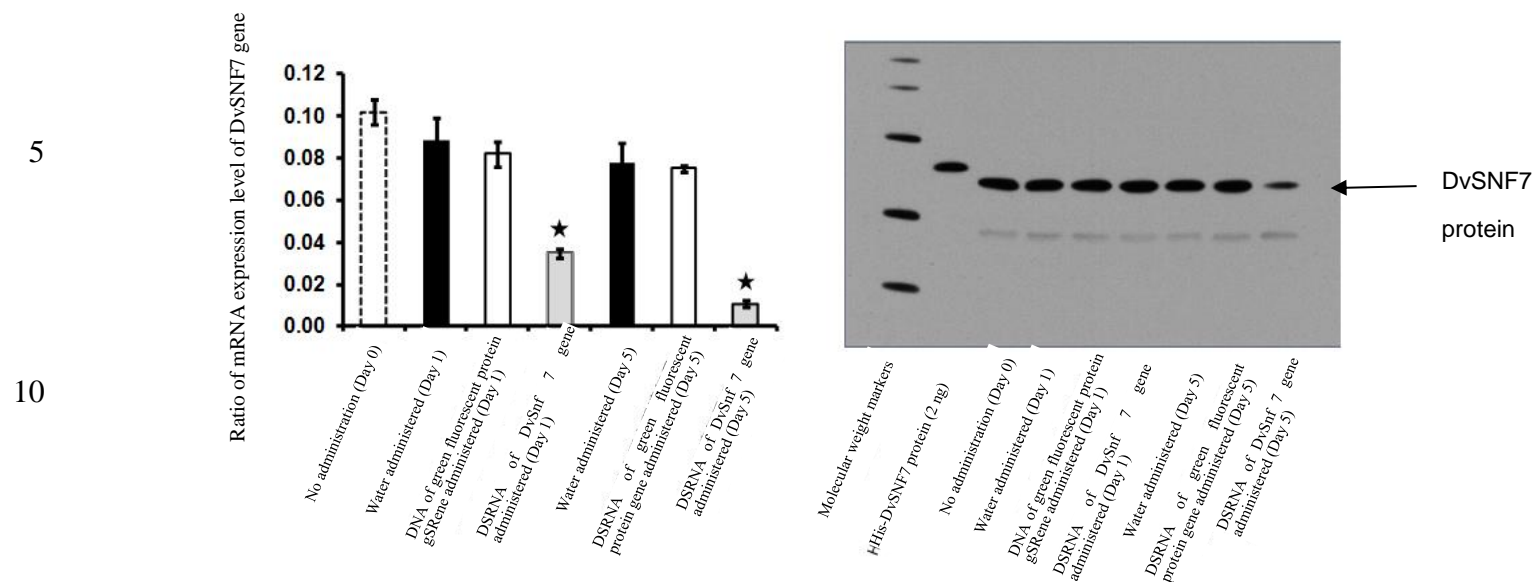 Ratio of mRNA expression level of DvSNF7 gene
5
10
0.12
0.10
0.08
0.06
0.04
0.02
0.00
★
★
No administration (Day 0)
Water administered (Day 1)
DNA of green fluorescent protein
gSRene administered (Day 1)
DSRNA of DvSnf 7 gene
administered (Day 1)
Water administered (Day 5)
DSRNA of green fluorescent
protein gene administered (Day 5)
DSRNA of DvSnf 7 gene
administered (Day 5)
DvSNF7
protein
Molecular weight markers
HHis-DvSNF7 protein (2 ng)
No administration (Day 0)
Water administered (Day 1)
DNA of green fluorescent protein
gSRene administered (Day 1)
DSRNA of DvSnf 7 gene
administered (Day 1)
Water administered (Day 5)
DSRNA of green fluorescent
protein gene administered (Day 5)
DSRNA of DvSnf 7 gene
administered (Day 5)